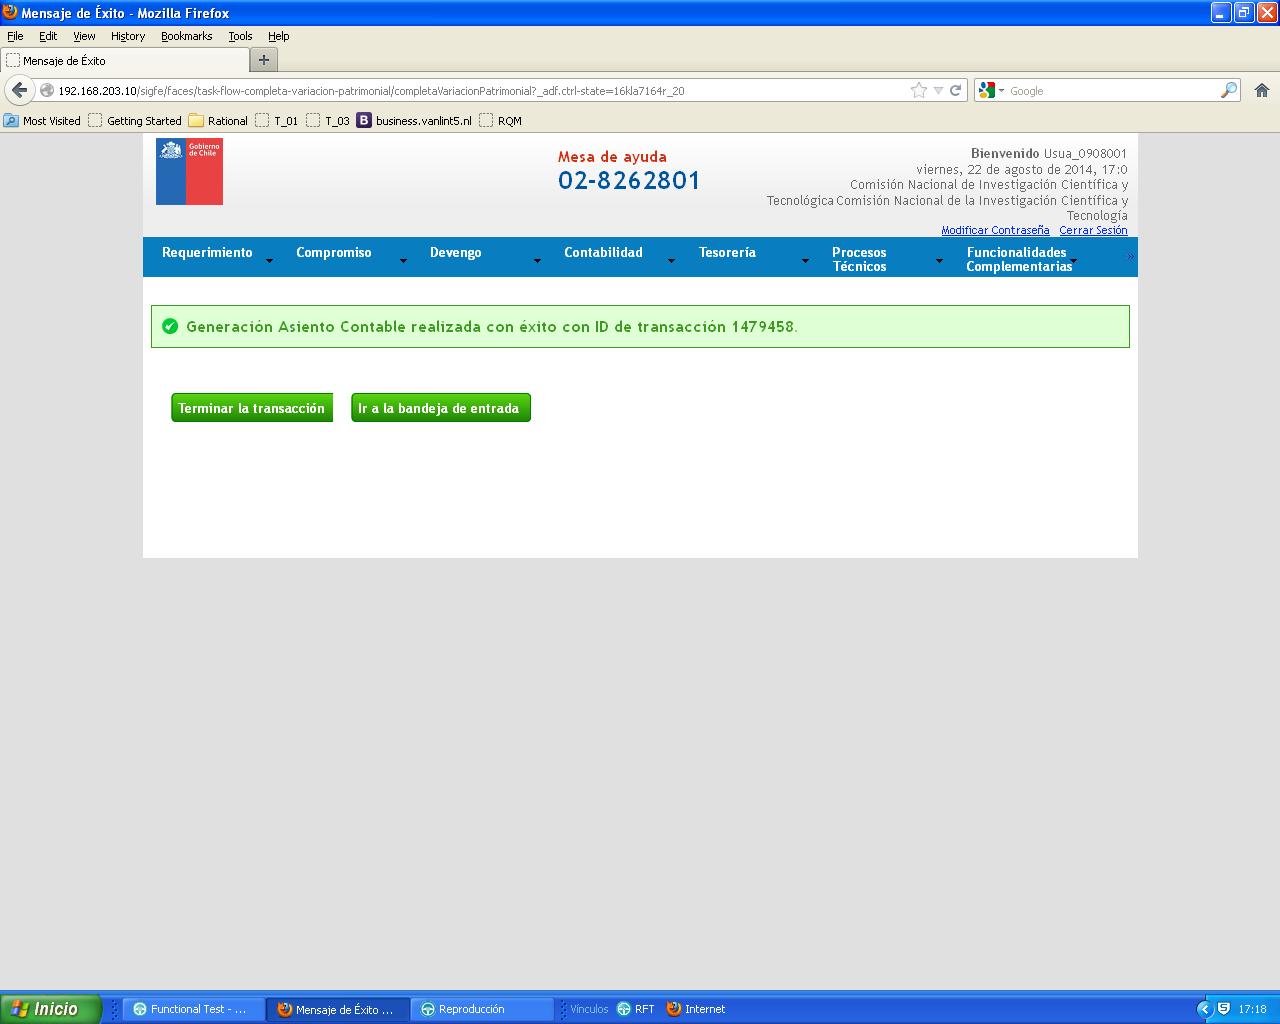 Mensaje de Éxito - Mozilla Firefox
File Edit View History Bookmarks Tools Help
Mensaje de Éxito
192.168.203.10/sigfe/faces/task-flow-completa-variacion-patrimonial/completaVariacionPatrimonial?_adf.ctrl-state=16kla7164r_20
Google
Most Visited Getting Started Rational T_01 T_03 business.vanlint5.nl RQM
Gobierno
de Chile
Mesa de ayuda
02-8262801
Bienvenido Usua_0908001
viernes, 22 de agosto de 2014, 17:0
Comisión Nacional de Investigación Científica y
Tecnológica Comisión Nacional de la Investigación Científica y
Tecnología
Modificar Contraseña Cerrar Sesión
Requerimiento Compromiso Devengo Contabilidad Tesorería Procesos Técnicos Funcionalidades Complementarias »
Generación Asiento Contable realizada con éxito con ID de transacción 1479458.
Terminar la transacción Ir a la bandeja de entrada
Inicio Functional Test - ... Mensaje de Éxito ... Reproducción Vínculos RFT Internet 17:18